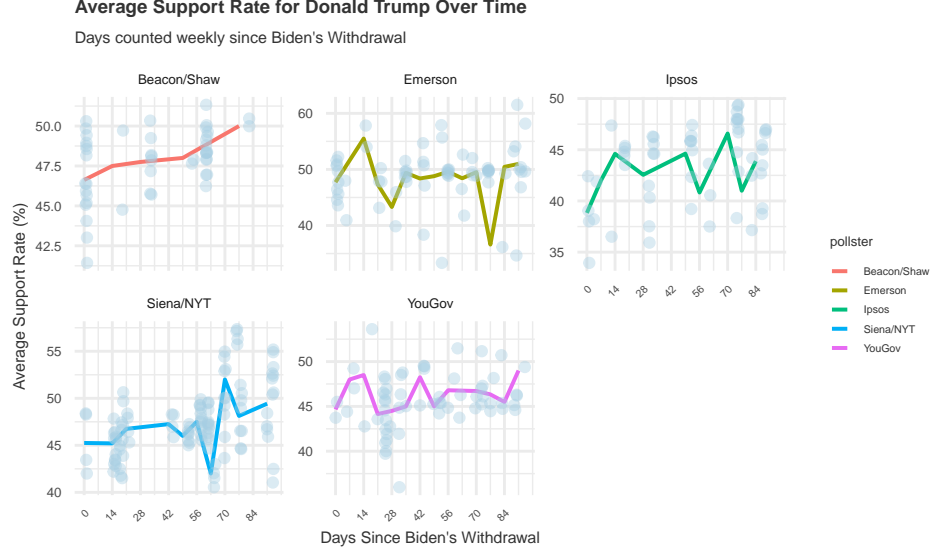 Average Support Rate for Donald Trump Over Time
Days counted weekly since Biden's Withdrawal
Beacon/Shaw
Emerson
Ipsos
50.0
47.5
45.0
42.5
60
50
40
50
45
40
35
0 14 28 42 56 70 84
Siena/NYT
YouGov
55
50
45
40
50
45
40
0 14 28 42 56 70 84
0 14 28 42 56 70 84
Average Support Rate (%)
Days Since Biden's Withdrawal
pollster
Beacon/Shaw
Emerson
Ipsos
Siena/NYT
YouGov